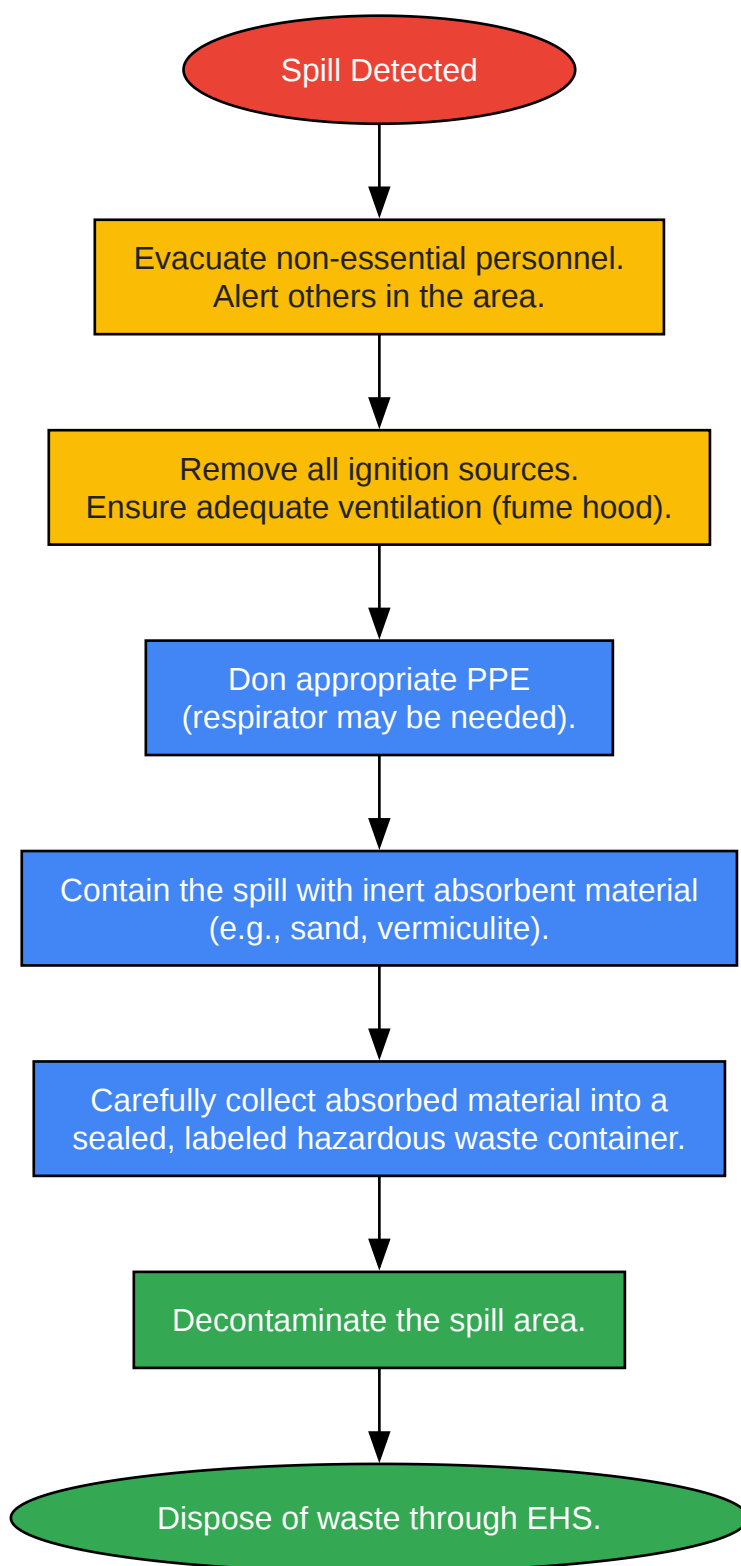 Spill Detected
Evacuate non-essential personnel.
Alert others in the area.
Remove all ignition sources.
Ensure adequate ventilation (fume hood).
Don appropriate PPE
(respirator may be needed).
Contain the spill with inert absorbent material
(e.g., sand, vermiculite).
Carefully collect absorbed material into a
sealed, labeled hazardous waste container.
Decontaminate the spill area.
Dispose of waste through EHS.